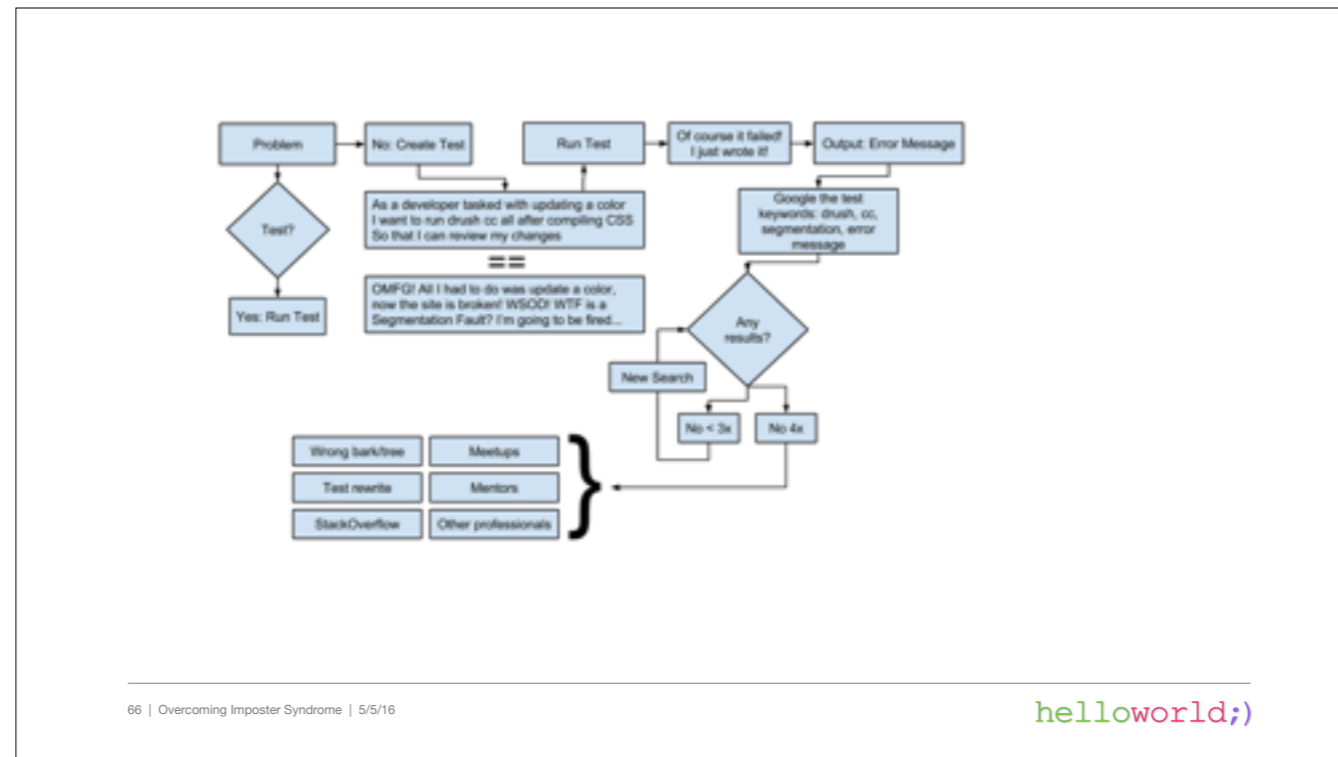 Problem
No: Create Test
Run Test
Of course it failed!
I just wrote it!
Output: Error Message
Test?
As a developer tasked with updating a color
I want to run drush cc all after compiling CSS
So that I can review my changes
==
OMFG! All I had to do was update a color,
now the site is broken! WSOD! WTF is a
Segmentation Fault? I'm going to be fired...
Yes: Run Test
Google the test
keywords: drush, cc,
segmentation, error
message
Any
results?
New Search
No < 3x
No 4x
Wrong bark/tree
Meetups
Test rewrite
Mentors
StackOverflow
Other professionals
}
66 | Overcoming Imposter Syndrome | 5/5/16
helloworld;)